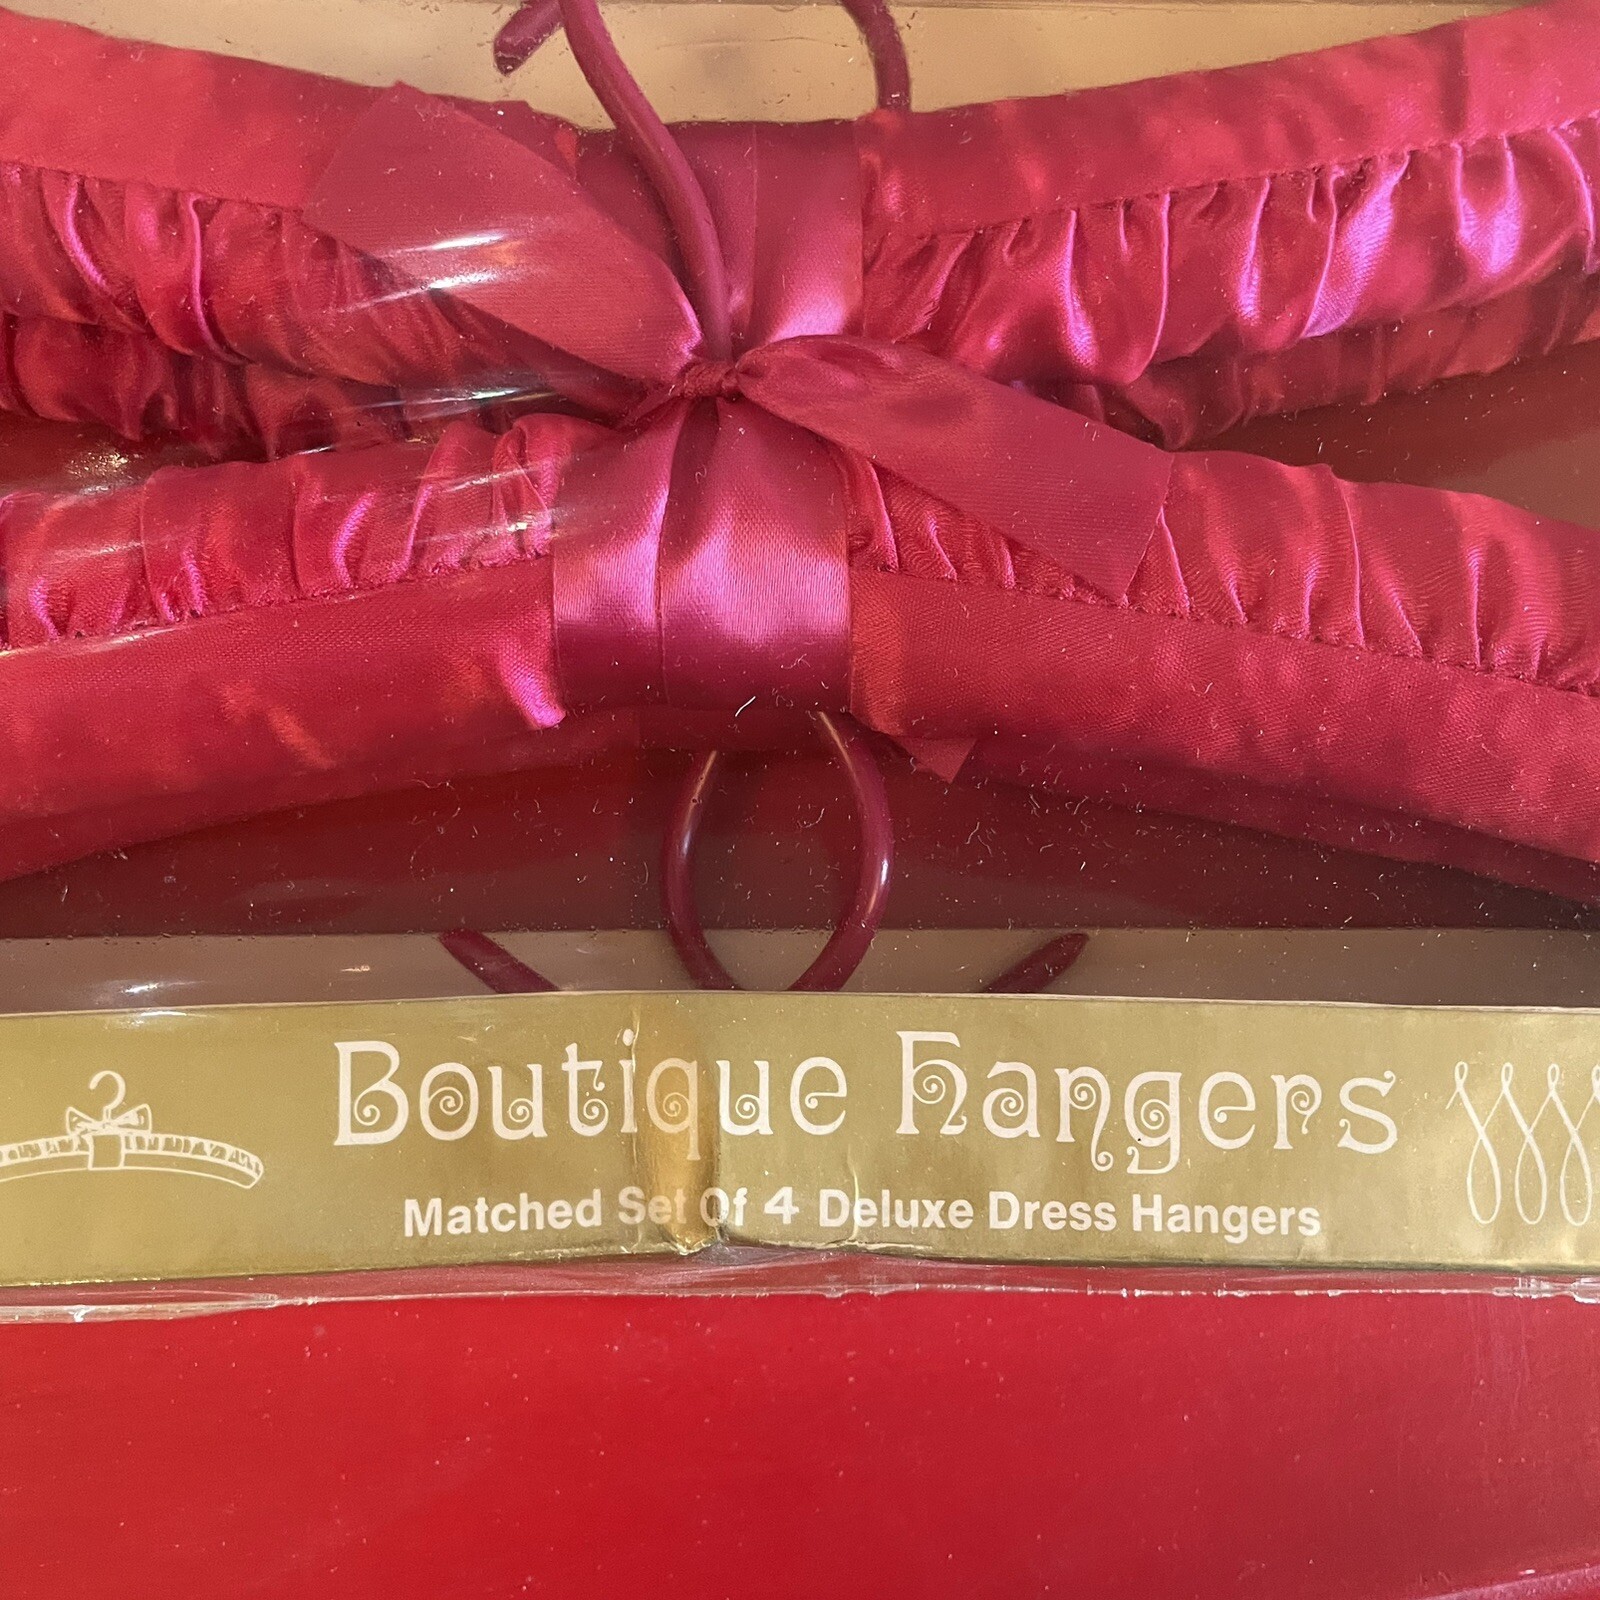 Boutique hangers
Matched Set Of 4 Deluxe Dress Hangers